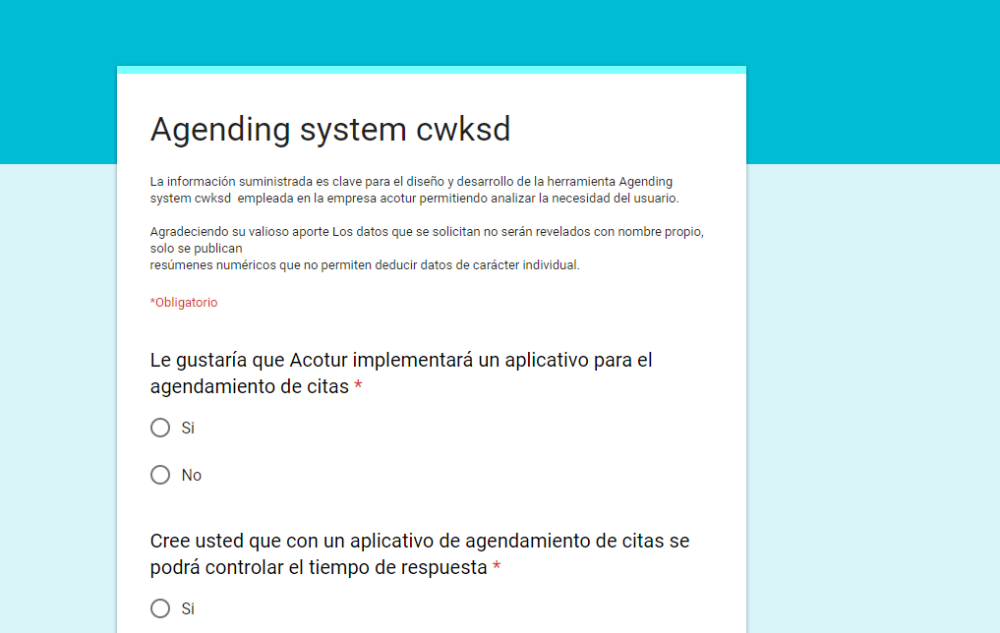 Agending system cwksd
La información suministrada es clave para el diseño y desarrollo de la herramienta Agending
system cwksd  empleada en la empresa acotur permitiendo analizar la necesidad del usuario.
Agradeciendo su valioso aporte Los datos que se solicitan no serán revelados con nombre propio,
solo se publican
resúmenes numéricos que no permiten deducir datos de carácter individual.
*Obligatorio
Le gustaría que Acotur implementará un aplicativo para el
agendamiento de citas *
Si
No
Cree usted que con un aplicativo de agendamiento de citas se
podrá controlar el tiempo de respuesta *
Si